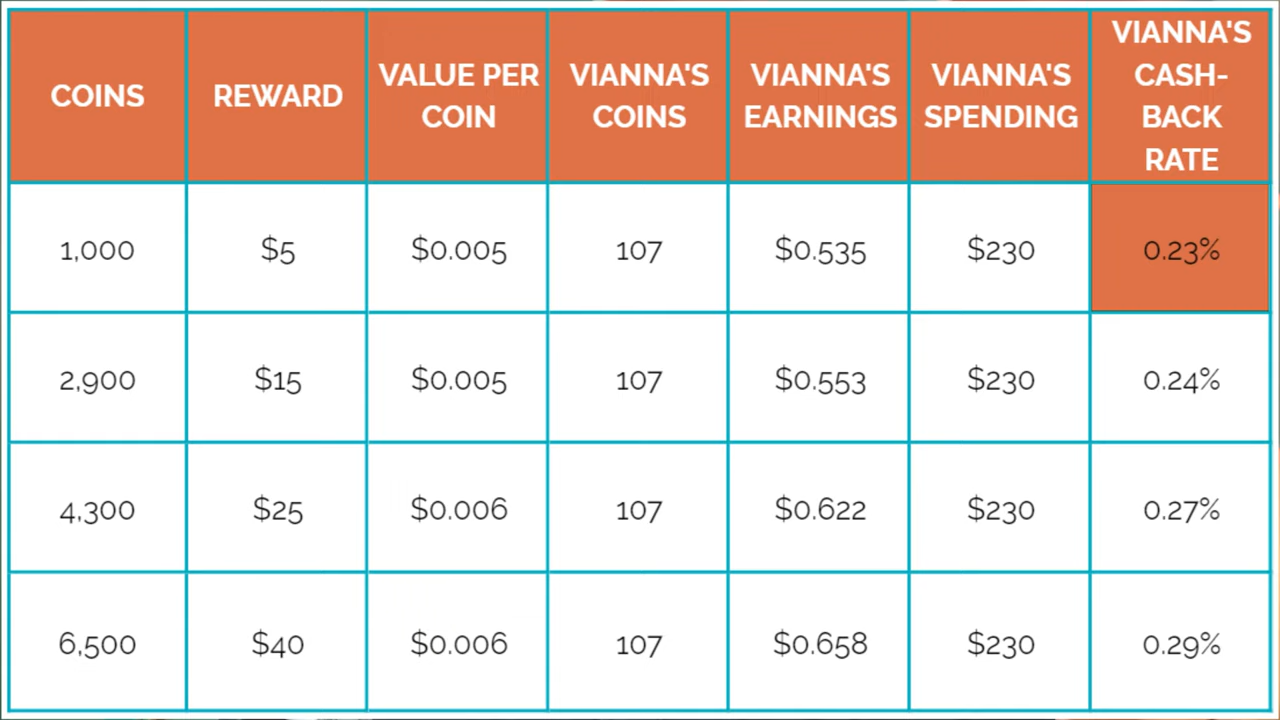 COINS REWARD VALUE PER COIN VIANNA'S COINS VIANNA'S EARNINGS VIANNA'S SPENDING VIANNA'S CASH-BACK RATE
1,000 $5 $0.005 107 $0.535 $230 0.23%
2,900 $15 $0.005 107 $0.553 $230 0.24%
4,300 $25 $0.006 107 $0.622 $230 0.27%
6,500 $40 $0.006 107 $0.658 $230 0.29%